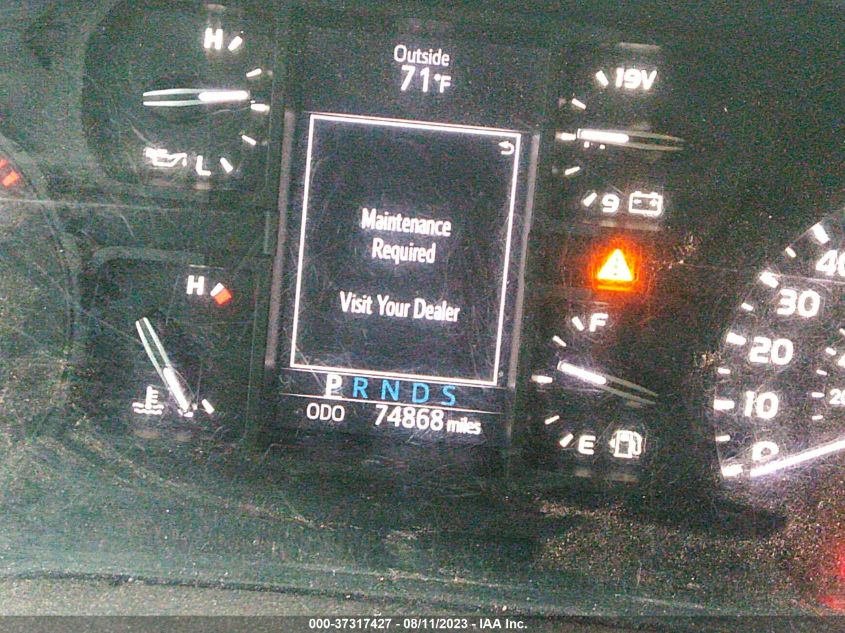 Outside
71°F
H
L
19V
9
Maintenance
Required
Visit Your Dealer
H
F
E
P R N D S
ODO 74868 miles
40
30
20
10
20
000-37317427 - 08/11/2023 - IAA Inc.